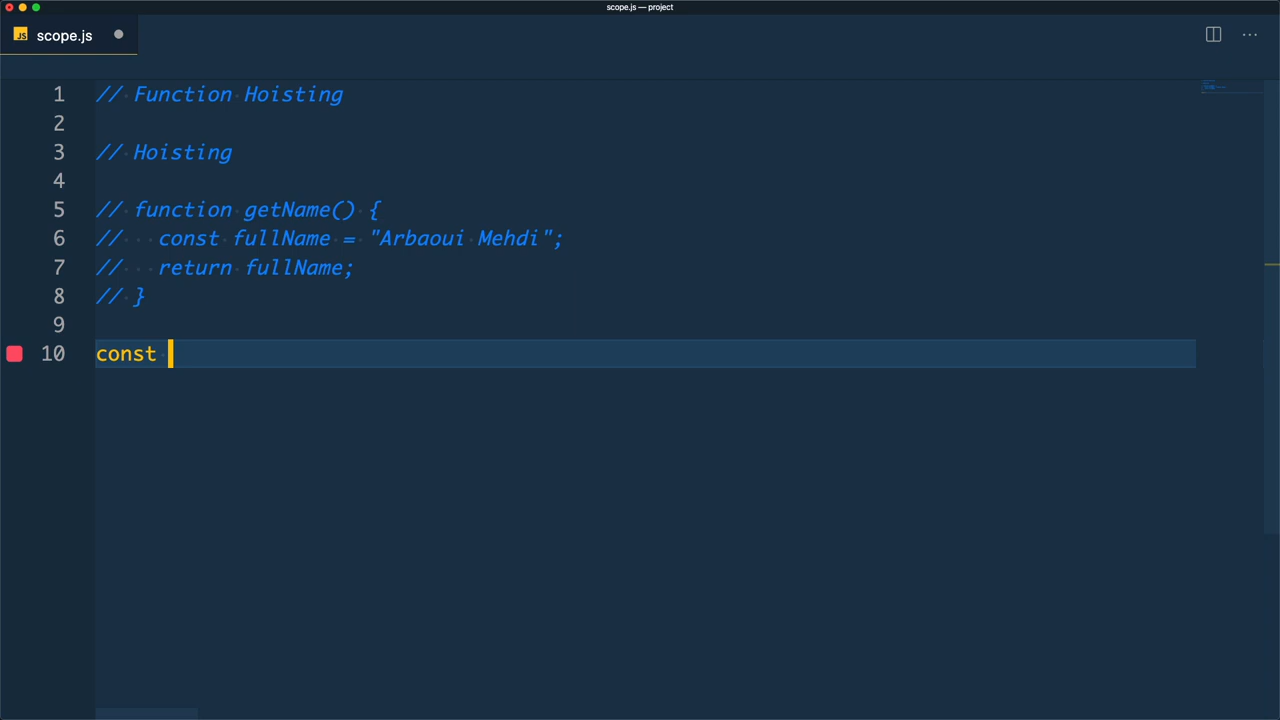 scope.js — project
JS scope.js
1 // Function Hoisting
2
3 // Hoisting
4
5 // function getName() {
6 //   const fullName = "Arbaoui Mehdi";
7 //   return fullName;
8 // }
9
10 const